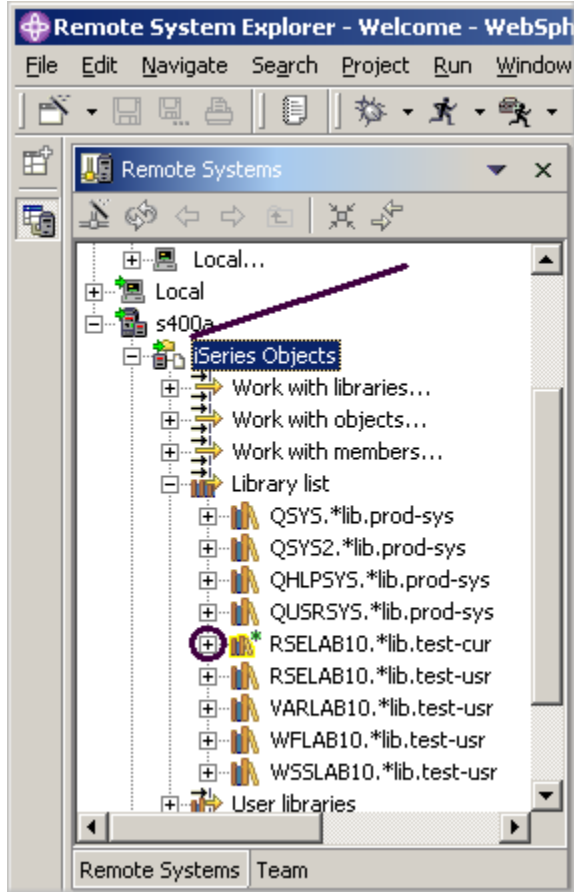 Remote System Explorer - Welcome - WebSph
File Edit Navigate Search Project Run Window
Remote Systems
Local...
Local
s400a
iSeries Objects
Work with libraries...
Work with objects...
Work with members...
Library list
QSYS.*lib.prod-sys
QSYS2.*lib.prod-sys
QHLPSYS.*lib.prod-sys
QUSRSYS.*lib.prod-sys
RSELAB10.*lib.test-cur
RSELAB10.*lib.test-usr
VARLAB10.*lib.test-usr
WFLAB10.*lib.test-usr
WSSLAB10.*lib.test-usr
User libraries
Remote Systems Team